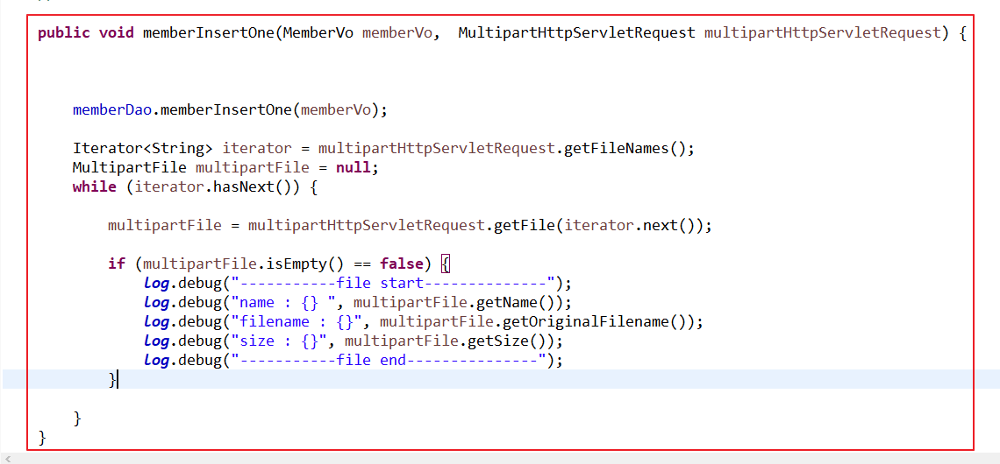 public void memberInsertOne(MemberVo memberVo,  MultipartHttpServletRequest multipartHttpServletRequest) {
memberDao.memberInsertOne(memberVo);
Iterator<String> iterator = multipartHttpServletRequest.getFileNames();
MultipartFile multipartFile = null;
while (iterator.hasNext()) {
multipartFile = multipartHttpServletRequest.getFile(iterator.next());
if (multipartFile.isEmpty() == false) {
log.debug("-----------file start--------------");
log.debug("name : {} ", multipartFile.getName());
log.debug("filename : {}", multipartFile.getOriginalFilename());
log.debug("size : {}", multipartFile.getSize());
log.debug("-----------file end---------------");
}
}
}